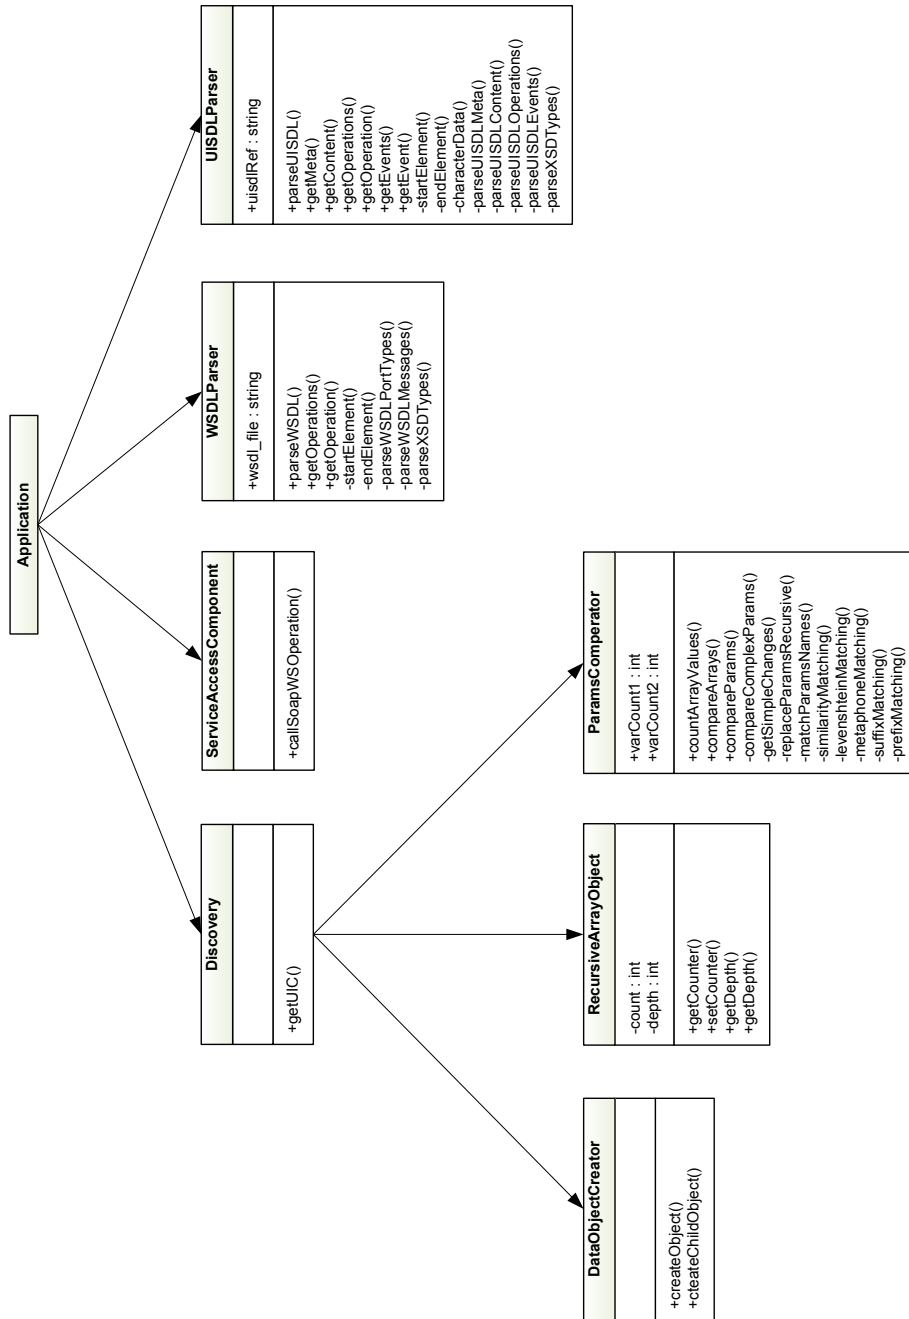 Application
Discovery
+getUIC()
ServiceAccessComponent
+callSoapWSOperation()
WSDLParser
+wsdl_file : string
+parseWSDL()
+getOperations()
+getOperation()
-startElement()
-endElement()
-parseWSDLPortTypes()
-parseWSDLMessages()
-parseXSDTypes()
UISDLParser
+uisdlRef : string
+parseUISDL()
+getMeta()
+getContent()
+getOperations()
+getOperation()
+getEvents()
+getEvent()
-startElement()
-endElement()
-characterData()
-parseUISDLMeta()
-parseUISDLContent()
-parseUISDLOperations()
-parseUISDLEvents()
-parseXSDTypes()
DataObjectCreator
+createObject()
+cteateChildObject()
RecursiveArrayObject
-count : int
-depth : int
+getCounter()
+setCounter()
+getDepth()
+getDepth()
ParamsComperator
+varCount1 : int
+varCount2 : int
+countArrayValues()
+compareArrays()
+compareParams()
-compareComplexParams()
-getSimpleChanges()
-replaceParamsRecursive()
-matchParamsNames()
-similarityMatching()
-levenshteinMatching()
-metaphoneMatching()
-suffixMatching()
-prefixMatching()